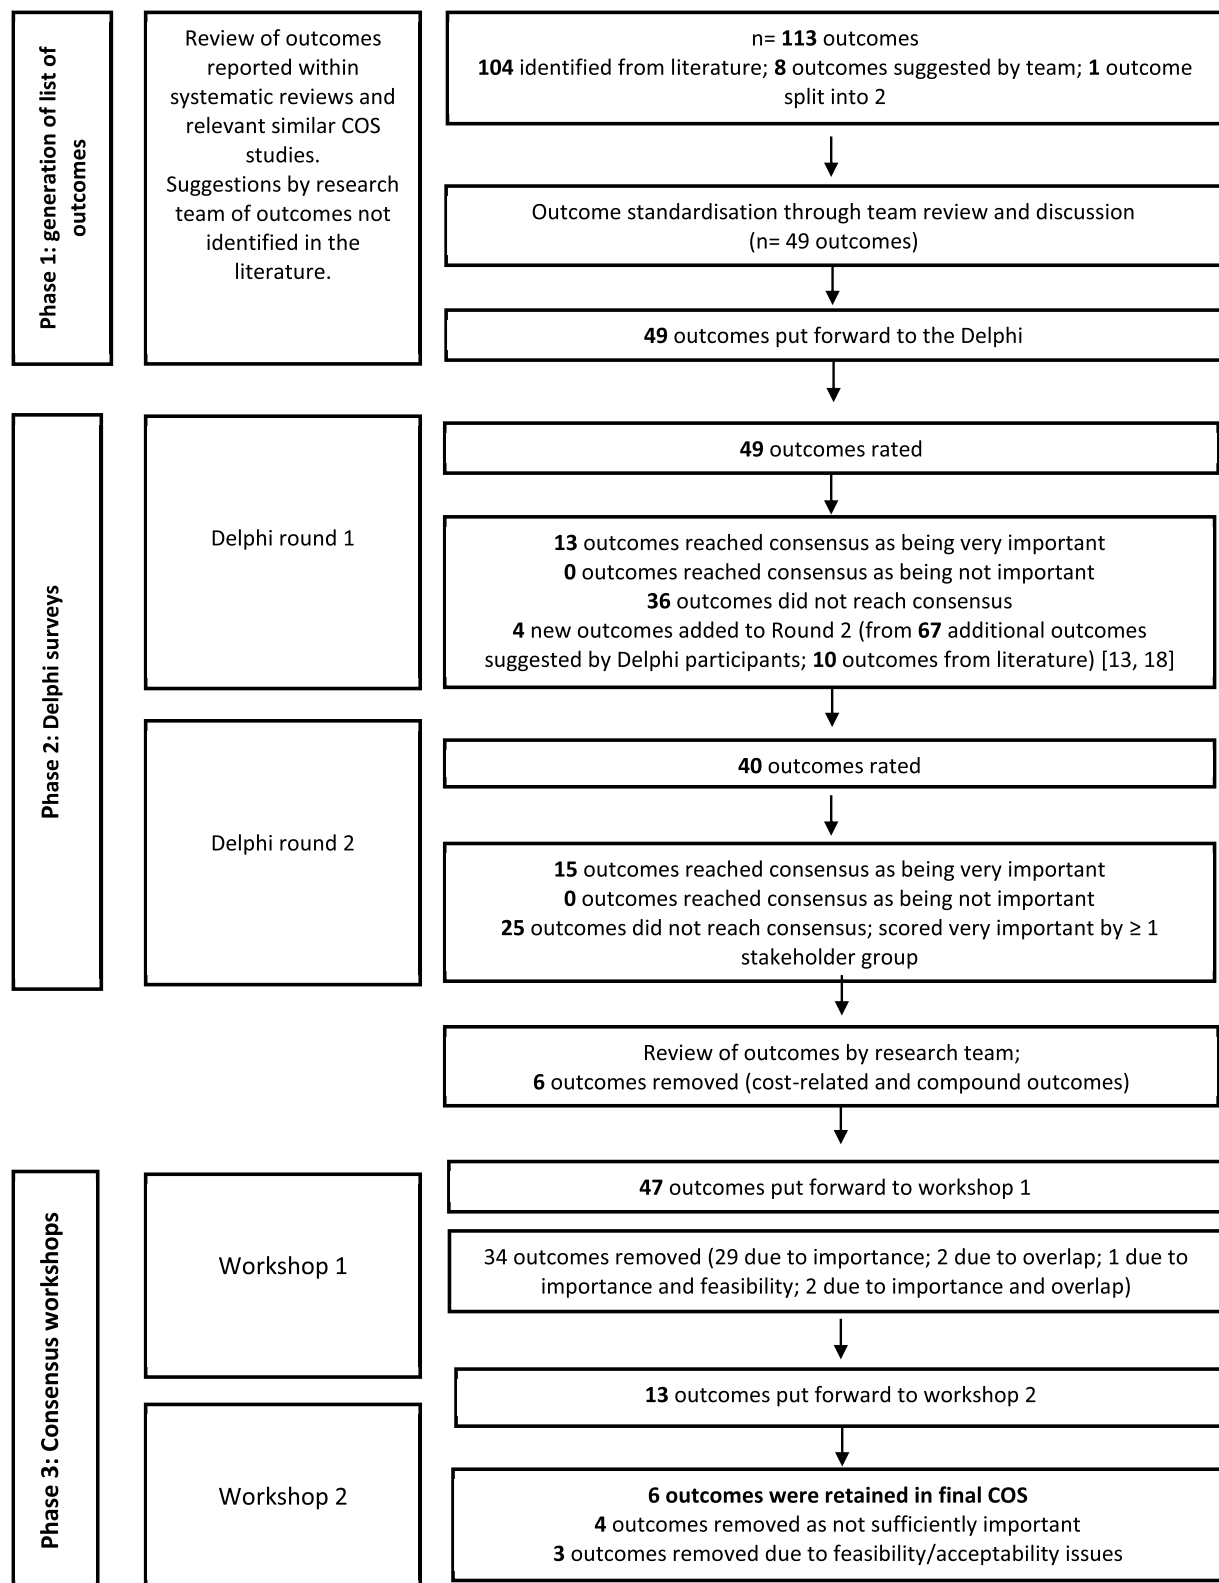 Phase 1: generation of list of
outcomes
Review of outcomes
reported within
systematic reviews and
relevant similar COS
studies.
Suggestions by research
team of outcomes not
identified in the
literature.
n= 113 outcomes
104 identified from literature; 8 outcomes suggested by team; 1 outcome
split into 2
Outcome standardisation through team review and discussion
(n= 49 outcomes)
49 outcomes put forward to the Delphi
Phase 2: Delphi surveys
Delphi round 1
49 outcomes rated
13 outcomes reached consensus as being very important
0 outcomes reached consensus as being not important
36 outcomes did not reach consensus
4 new outcomes added to Round 2 (from 67 additional outcomes
suggested by Delphi participants; 10 outcomes from literature) [13, 18]
Delphi round 2
40 outcomes rated
15 outcomes reached consensus as being very important
0 outcomes reached consensus as being not important
25 outcomes did not reach consensus; scored very important by ≥ 1
stakeholder group
Review of outcomes by research team;
6 outcomes removed (cost-related and compound outcomes)
Phase 3: Consensus workshops
Workshop 1
47 outcomes put forward to workshop 1
34 outcomes removed (29 due to importance; 2 due to overlap; 1 due to
importance and feasibility; 2 due to importance and overlap)
Workshop 2
13 outcomes put forward to workshop 2
6 outcomes were retained in final COS
4 outcomes removed as not sufficiently important
3 outcomes removed due to feasibility/acceptability issues